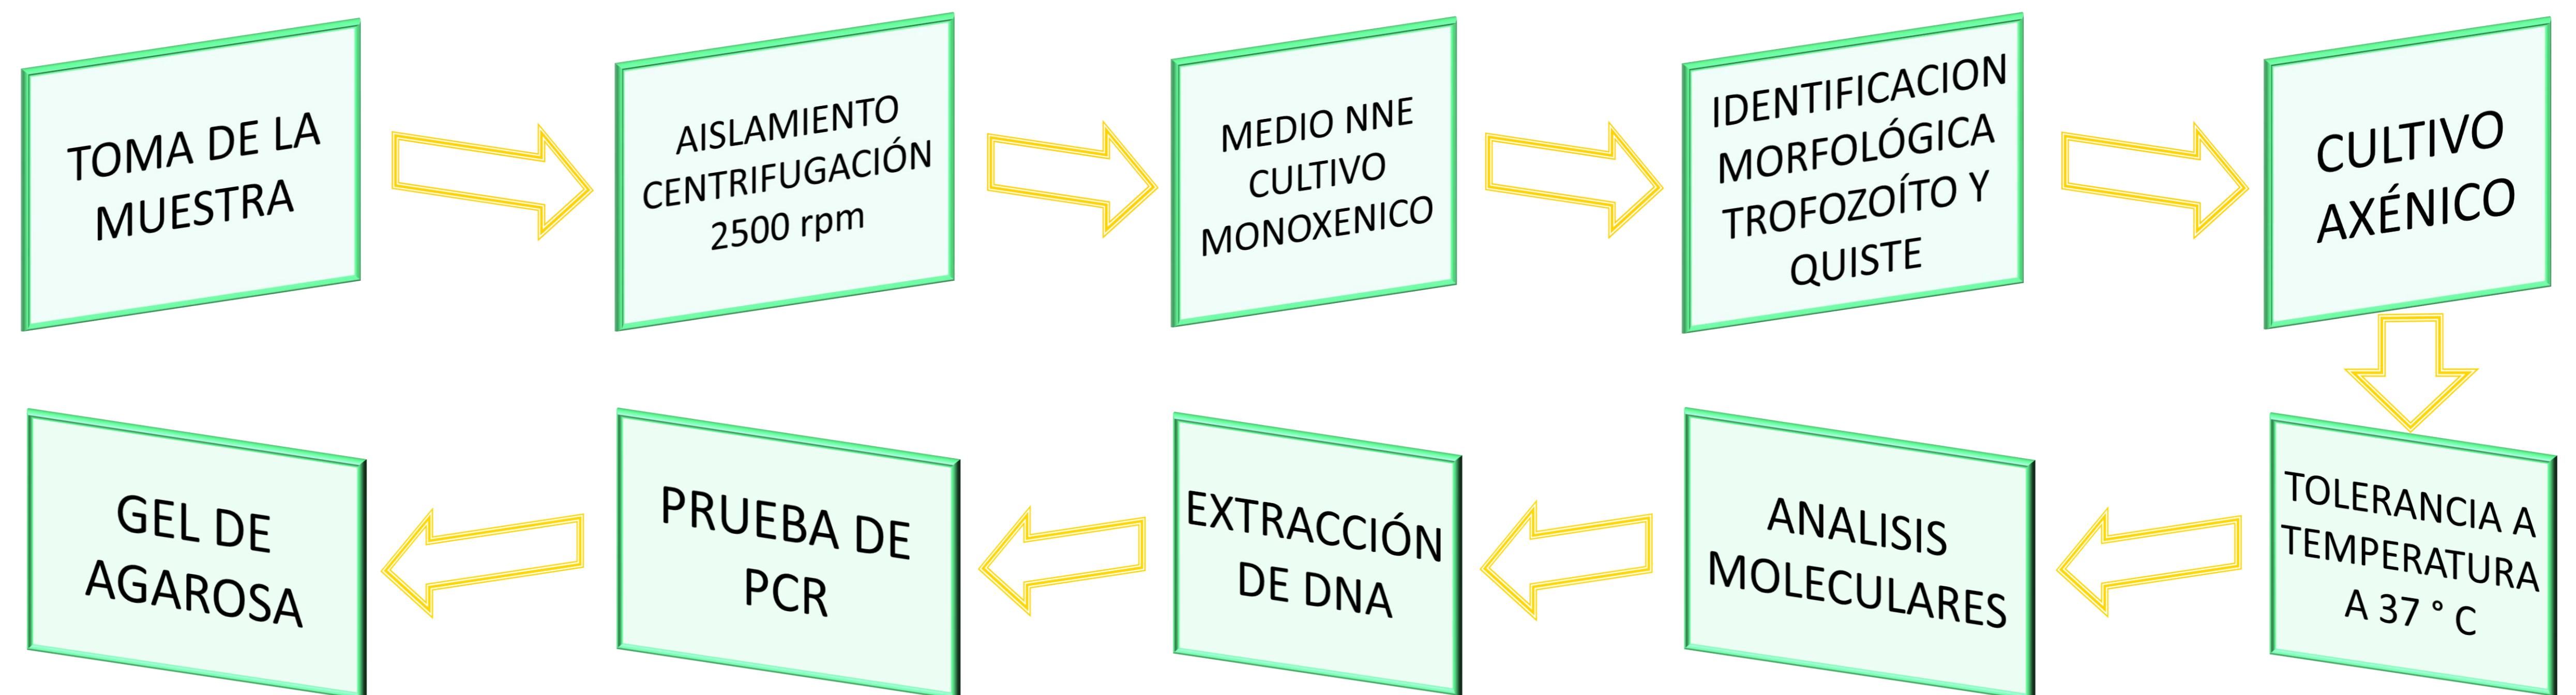 TOMA DE LA
MUESTRA
AISLAMIENTO
CENTRIFUGACIÓN
2500 rpm
MEDIO NNE
CULTIVO
MONOXENICO
IDENTIFICACION
MORFOLÓGICA
TROFOZOÍTO Y
QUISTE
CULTIVO
AXÉNICO
TOLERANCIA A
TEMPERATURA
A 37 ° C
ANALISIS
MOLECULARES
EXTRACCIÓN
DE DNA
PRUEBA DE
PCR
GEL DE
AGAROSA